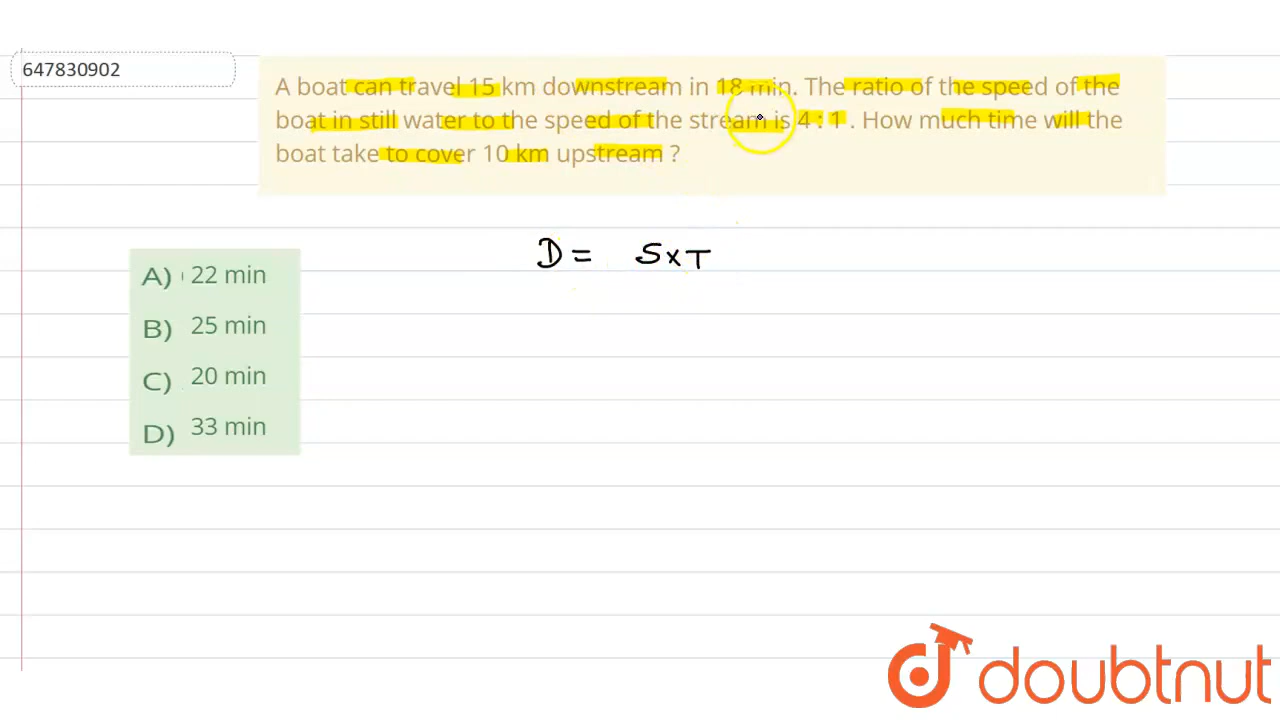 647830902
A boat can travel 15 km downstream in 18 min. The ratio of the speed of the
boat in still water to the speed of the stream is 4 : 1 . How much time will the
boat take to cover 10 km upstream ?
D = S x T
A) 22 min
B) 25 min
C) 20 min
D) 33 min
doubtnut